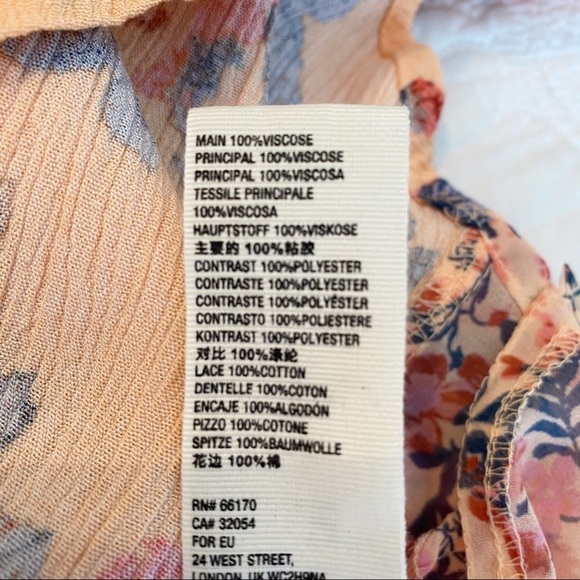 MAIN 100%VISCOSE
PRINCIPAL 100%VISCOSE
PRINCIPAL 100%VISCOSA
TESSILE PRINCIPALE
100%VISCOSA
HAUPTSTOFF 100%VISKOSE
主要的 100%粘胶
CONTRAST 100%POLYESTER
CONTRASTE 100%POLYESTER
CONTRASTE 100%POLYÉSTER
CONTRASTO 100%POLIESTERE
KONTRAST 100%POLYESTER
对比 100%涤纶
LACE 100%COTTON
DENTELLE 100%COTON
ENCAJE 100%ALGODÓN
PIZZO 100%COTONE
SPITZE 100%BAUMWOLLE
花边 100%棉
RN# 66170
CA# 32054
FOR EU
24 WEST STREET,
LONDON, UK WC2H9NA